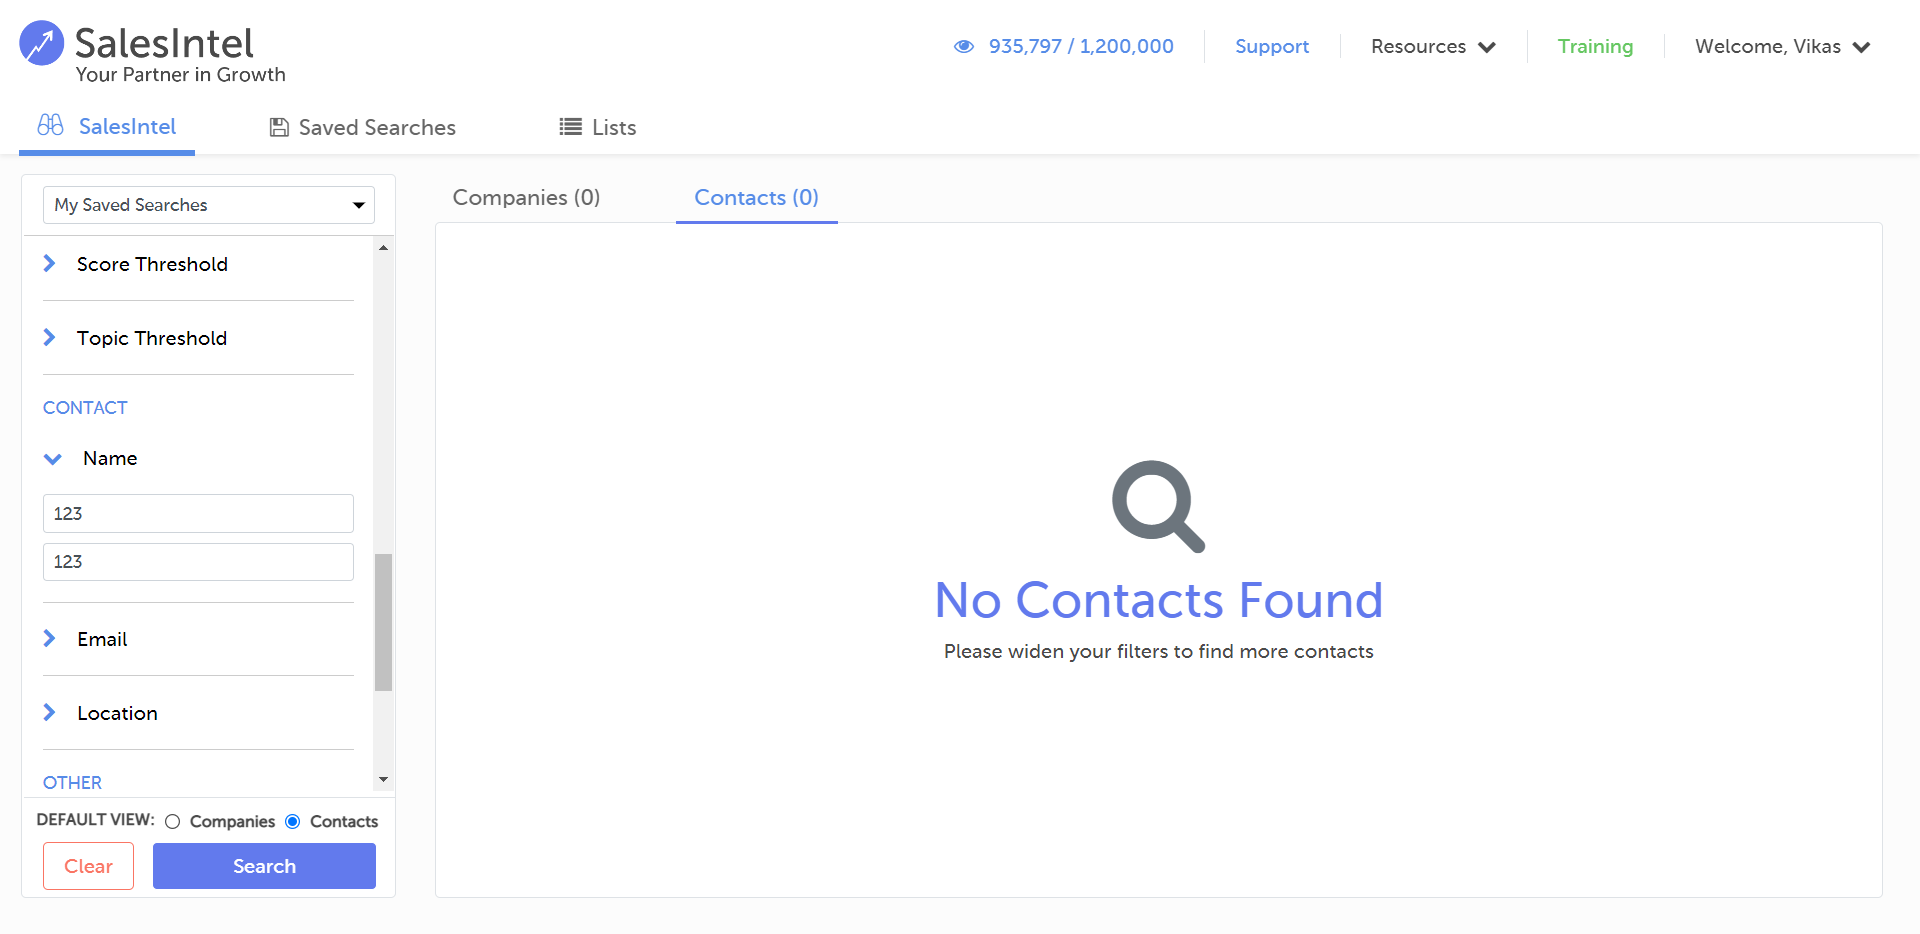 SalesIntel
Your Partner in Growth
935,797 / 1,200,000
Support
Resources
Training
Welcome, Vikas
SalesIntel
Saved Searches
Lists
My Saved Searches
Score Threshold
Topic Threshold
CONTACT
Name
123
123
Email
Location
OTHER
DEFAULT VIEW: Companies Contacts
Clear
Search
Companies (0)
Contacts (0)
No Contacts Found
Please widen your filters to find more contacts